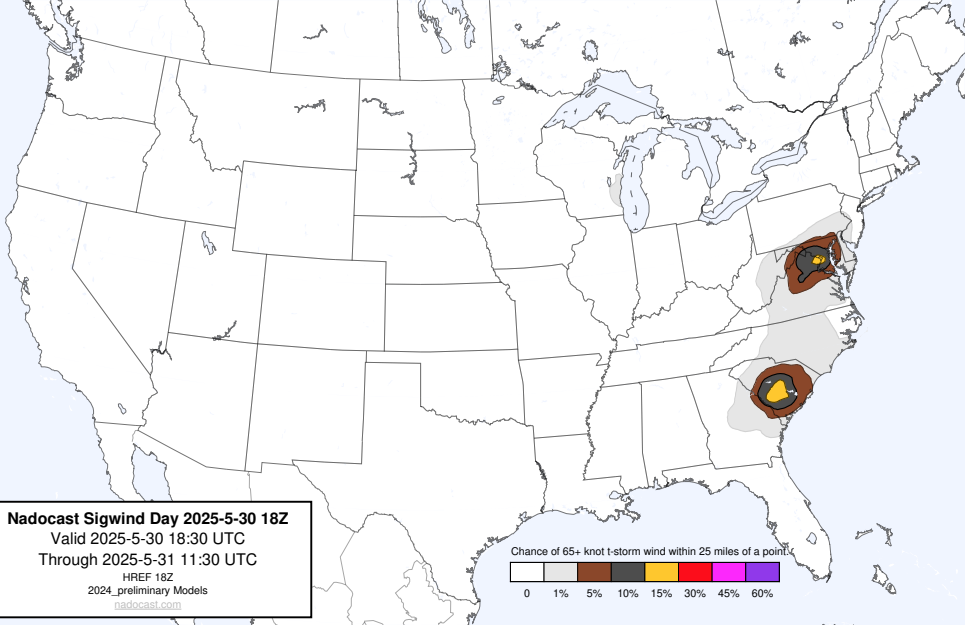 Nadocast Sigwind Day 2025-5-30 18Z
Valid 2025-5-30 18:30 UTC
Through 2025-5-31 11:30 UTC
HREF 18Z
2024_preliminary Models
nadocast.com
Chance of 65+ knot t-storm wind within 25 miles of a point.
0 1% 5% 10% 15% 30% 45% 60%